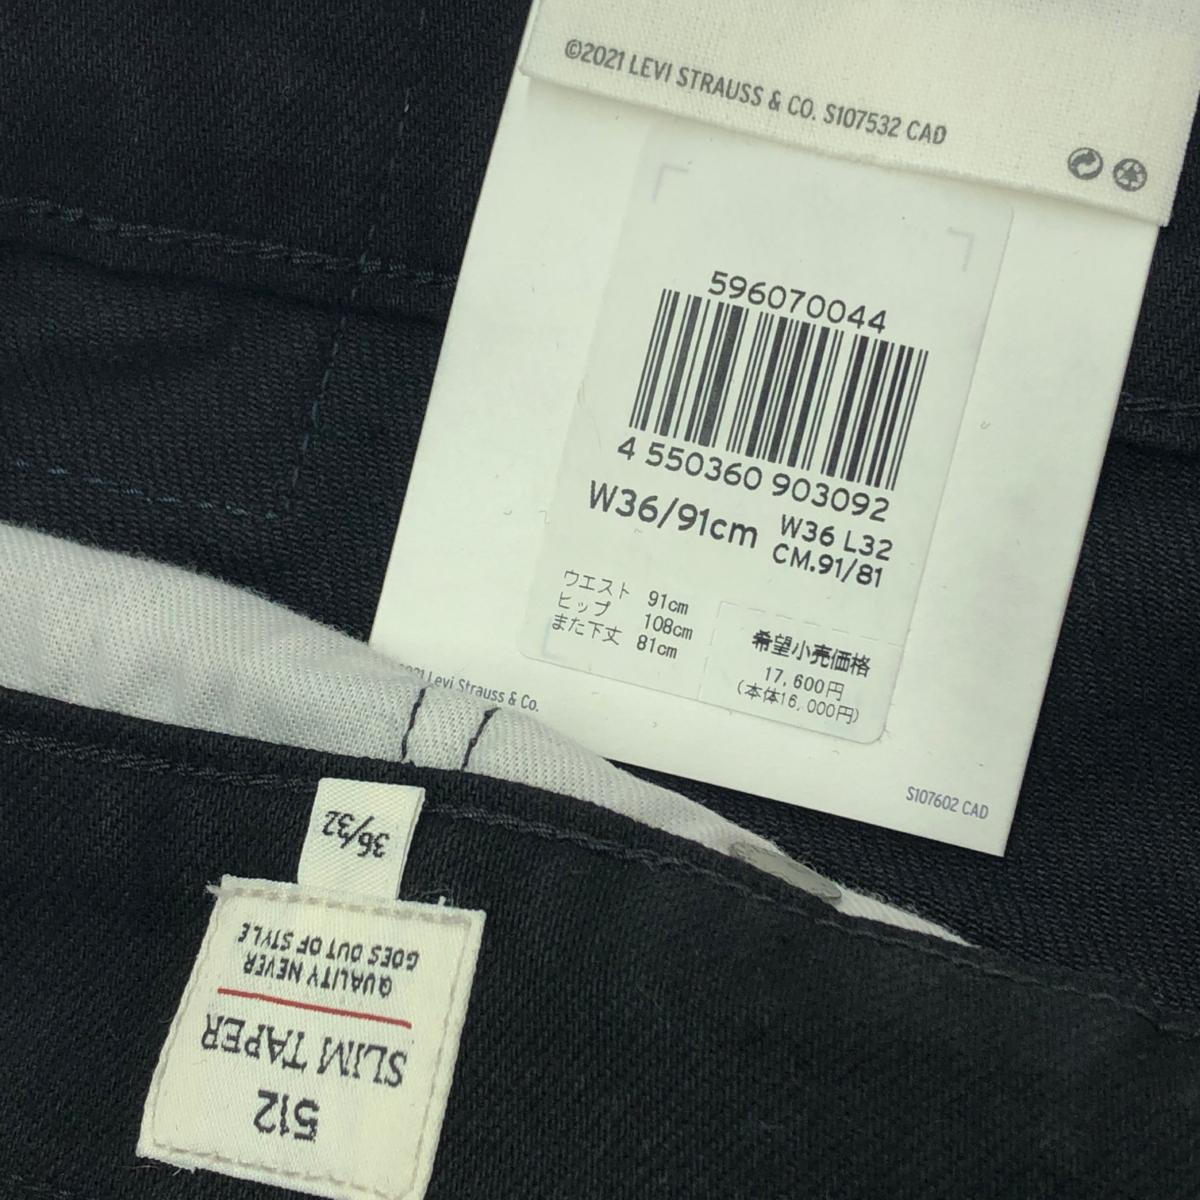 ©2021 LEVI STRAUSS & CO. S107532 CAD
596070044
4 550360 903092
W36/91cm
W36 L32
CM.91/81
ウエスト 91cm
ヒップ 108cm
また下丈 81cm
希望小売価格
17,600円
(本体16,000円)
2021 Levi Strauss & Co.
S107602 CAD
36/32
512
SLIM TAPER
QUALITY NEVER
GOES OUT OF STYLE